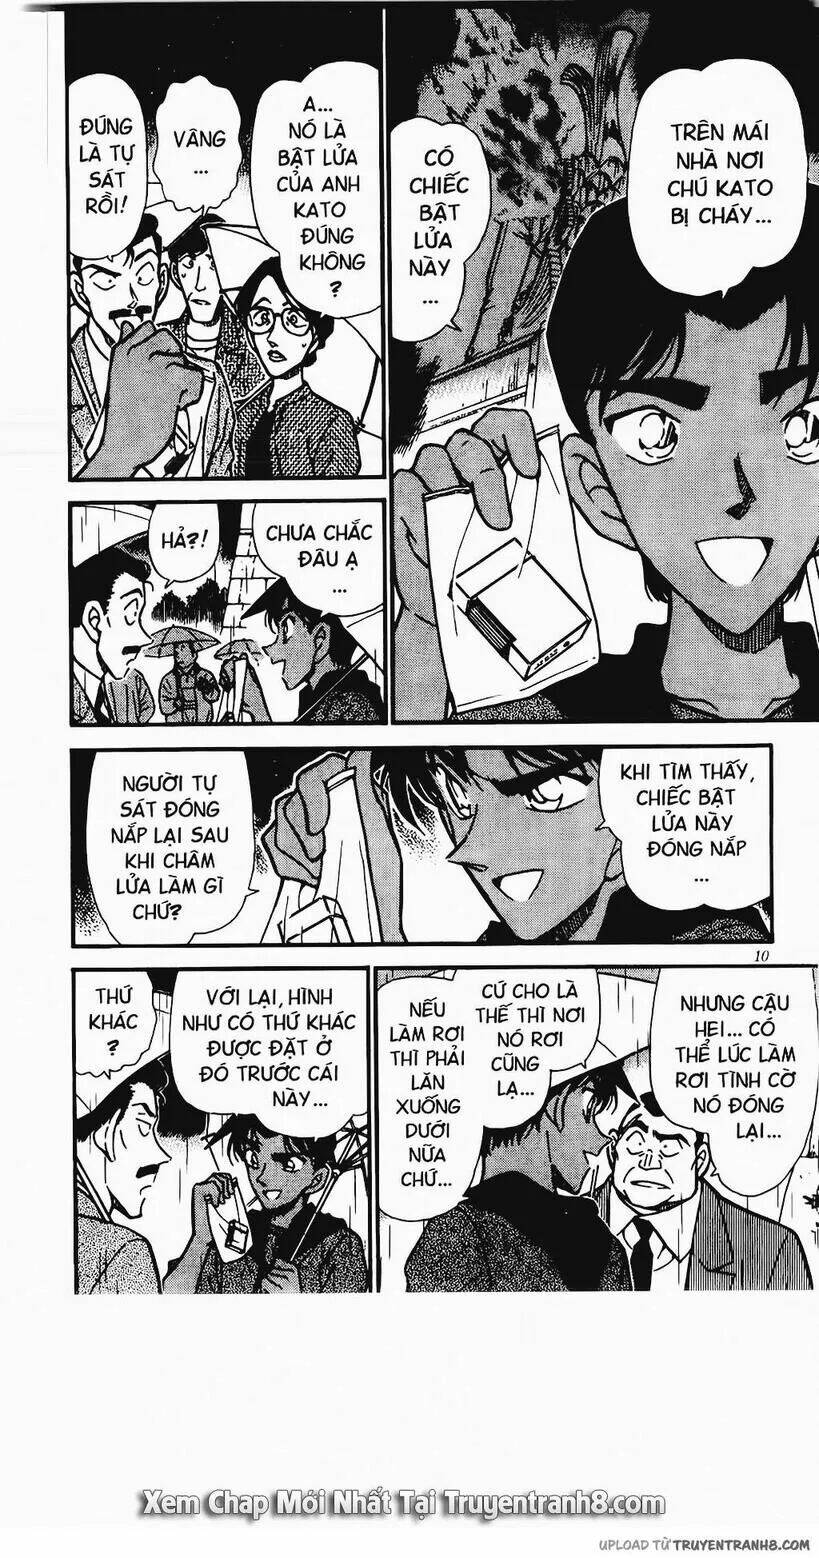 TRÊN MÁI
NHÀ NƠI
CHÚ KATO
BỊ CHÁY...
CÓ
CHIẾC
BẬT
LỬA
NÀY
...
A...
NÓ LÀ
BẬT LỬA
CỦA ANH
KATO
ĐÚNG
KHÔNG
?
VÂNG
...
ĐÚNG
LÀ TỰ
SÁT
RỒI!
CHƯA CHẮC
ĐÂU Ạ
...
HẢ?!
KHI TÌM THẤY,
CHIẾC BẬT
LỬA NÀY
ĐÓNG NẮP
...
NGƯỜI TỰ
SÁT ĐÓNG
NẮP LẠI SAU
KHI CHÂM
LỬA LÀM GÌ
CHỨ?
10
NHƯNG CẬU
HEI... CÓ
THỂ LÚC LÀM
RƠI TÌNH CỜ
NÓ ĐÓNG
LẠI...
CỨ CHO LÀ
THẾ THÌ NƠI
NÓ RƠI
CŨNG
LẠ...
NẾU
LÀM RƠI
THÌ PHẢI
LĂN
XUỐNG
DƯỚI
NỮA
CHỨ...
VỚI LẠI, HÌNH
NHƯ CÓ THỨ KHÁC
ĐƯỢC ĐẶT Ở
ĐÓ TRƯỚC CÁI
NÀY...
THỨ
KHÁC
?
Xem Chap Mới Nhất Tại Truyentranh8.com
UPLOAD TỪ TRUYENTRANH8.COM